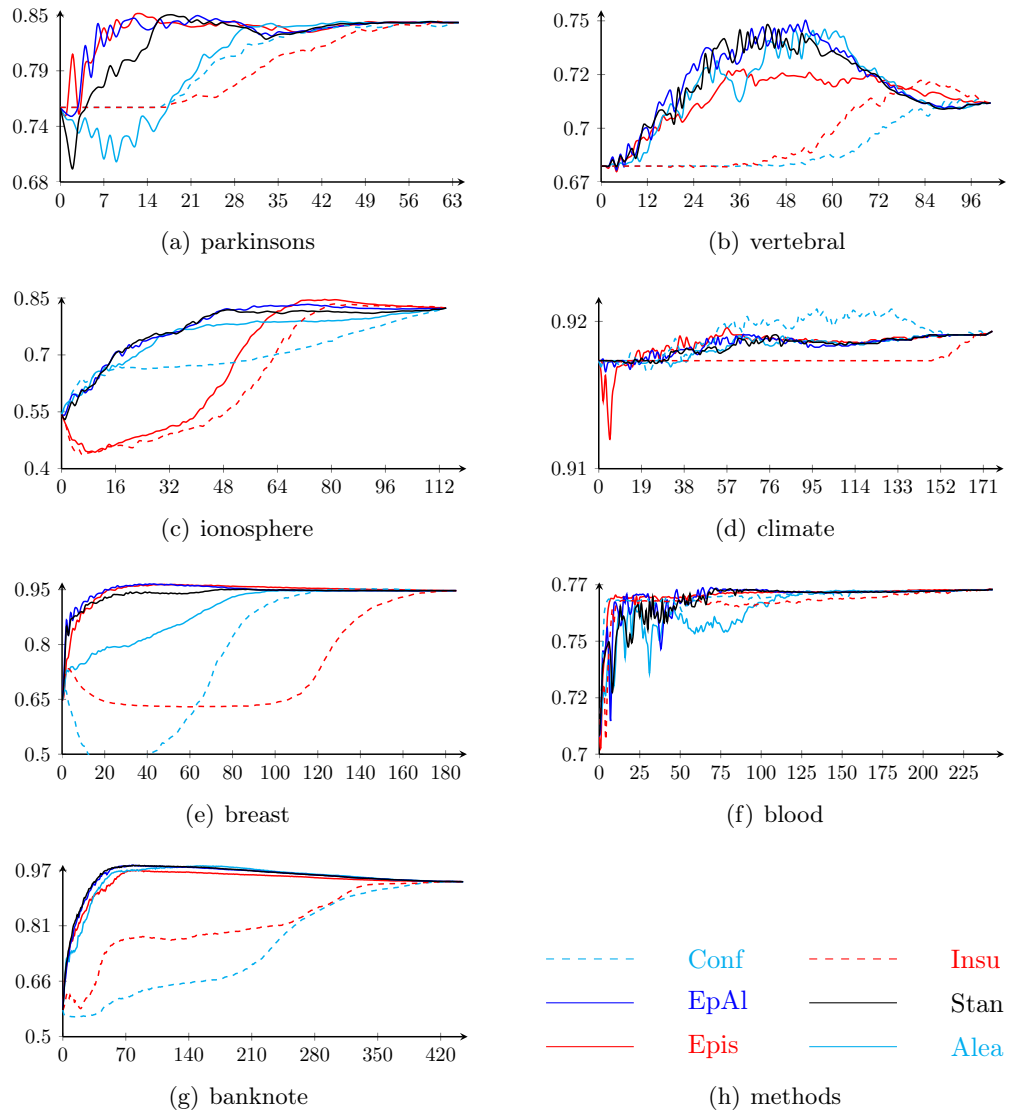 0.85
0.79
0.74
0.68
0 7 14 21 28 35 42 49 56 63
(a) parkinsons
0.75
0.72
0.7
0.67
0 12 24 36 48 60 72 84 96
(b) vertebral
0.85
0.7
0.55
0.4
0 16 32 48 64 80 96 112
(c) ionosphere
0.92
0.91
0 19 38 57 76 95 114 133 152 171
(d) climate
0.95
0.8
0.65
0.5
0 20 40 60 80 100 120 140 160 180
(e) breast
0.77
0.75
0.72
0.7
0 25 50 75 100 125 150 175 200 225
(f) blood
0.97
0.81
0.66
0.5
0 70 140 210 280 350 420
(g) banknote
Conf Insu
EpAl Stan
Epis Alea
(h) methods